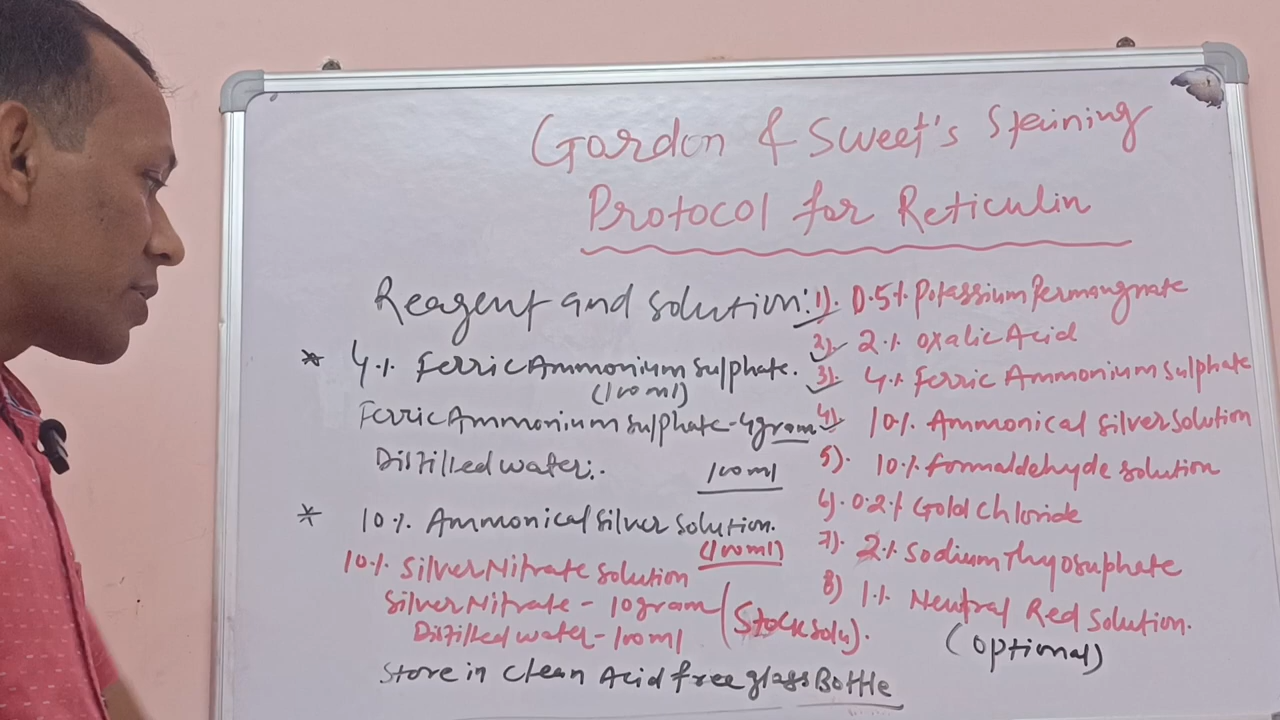 Gordon & Sweet's Staining
Protocol for Reticulin
Reagent and solution:
* 4% Ferric Ammonium Sulphate.
(100ml)
Ferric Ammonium Sulphate-4gram
Distilled water:. 100ml
* 10% Ammonical Silver Solution.
(100ml)
10% Silver Nitrate Solution
Silver Nitrate - 10gram
Distilled water-100ml
(Stock Solu).
Store in Clean Acid free glass Bottle
1). 0.5% Potassium Permangnate
2). 2% Oxalic Acid
3). 4% Ferric Ammonium Sulphate
4). 10% Ammonical Silver Solution
5). 10% formaldehyde solution
6). 0.2% Gold Chloride
7). 2% Sodium Thyosuphate
8) 1% Neutral Red Solution.
(Optional)